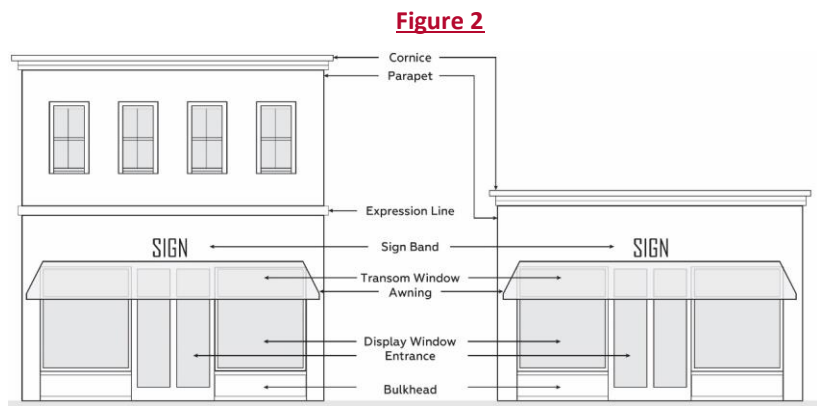 Figure 2
Cornice
Parapet
Expression Line
SIGN
Sign Band
SIGN
Transom Window
Awning
Display Window
Entrance
Bulkhead